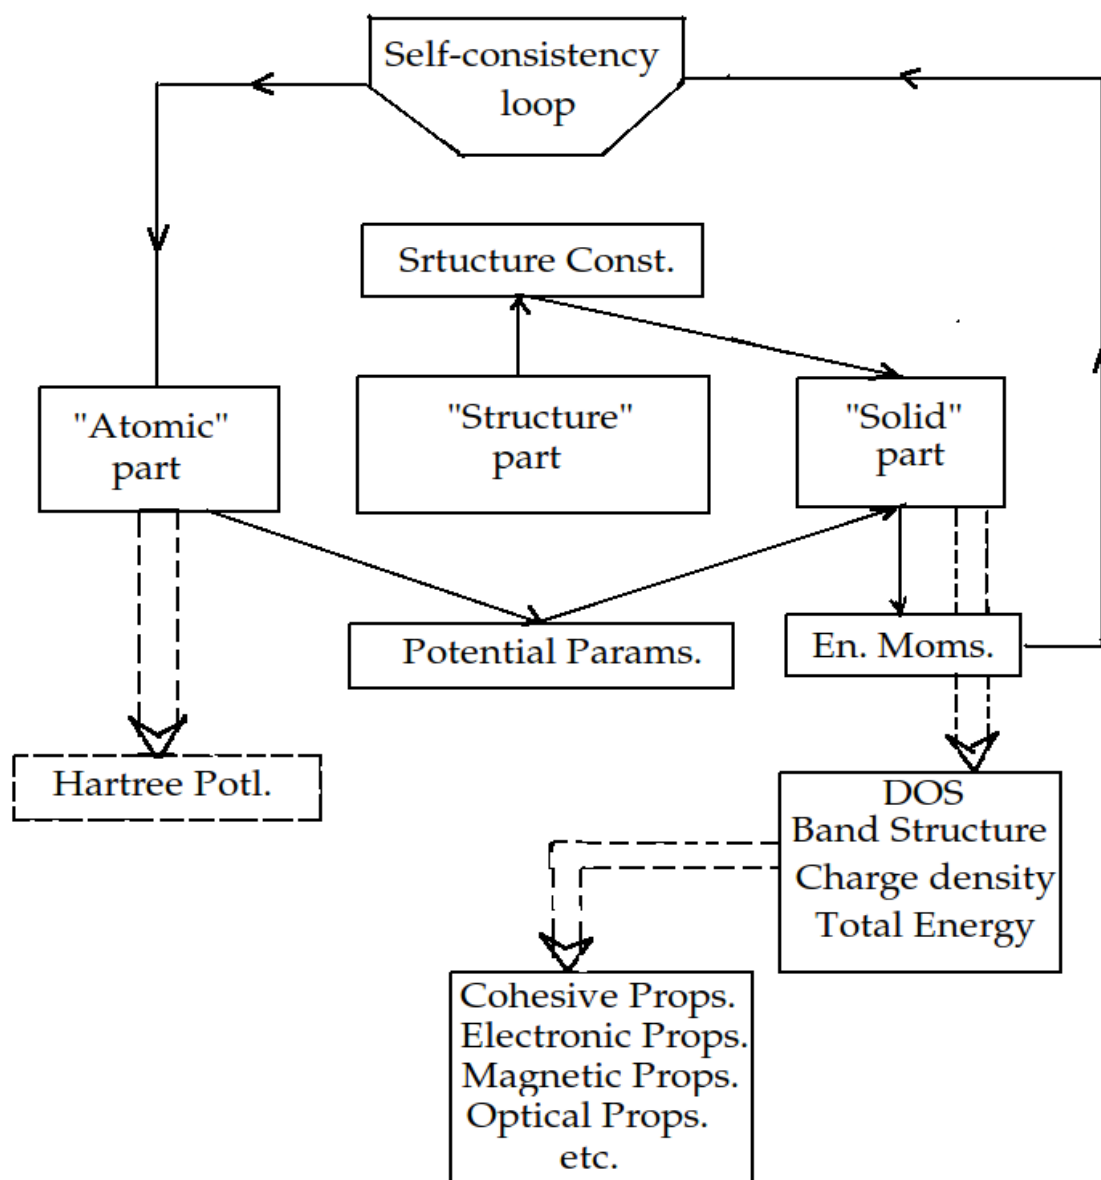 Self-consistency
loop
Srtucture Const.
"Atomic"
part
"Structure"
part
"Solid"
part
Potential Params.
En. Moms.
Hartree Potl.
DOS
Band Structure
Charge density
Total Energy
Cohesive Props.
Electronic Props.
Magnetic Props.
Optical Props.
etc.